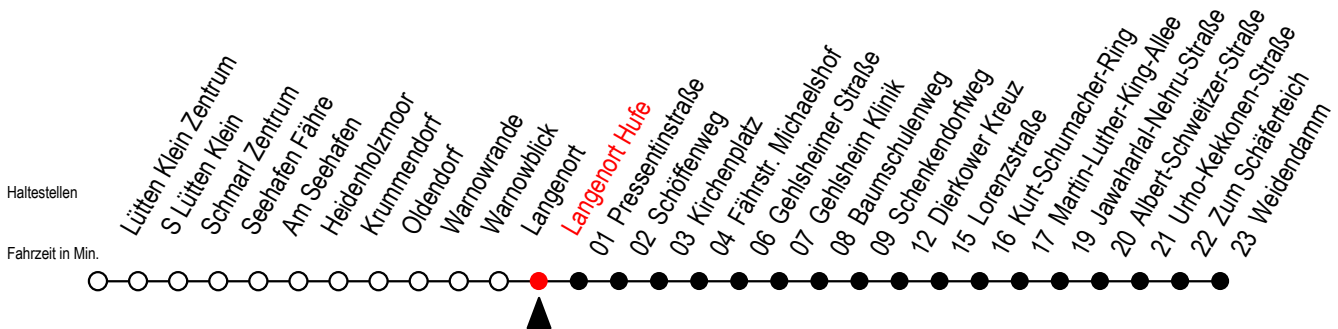 Haltestellen
Fahrzeit in Min.
Lütten Klein Zentrum
S Lütten Klein
Schmarl Zentrum
Seehafen Fähre
Am Seehafen
Heidenholzmoor
Krummendorf
Oldendorf
Warnowrande
Warnowblick
Langenort
Langenort Hufe
01 Pressentinstraße
02 Schöffenweg
03 Kirchenplatz
04 Fährstr. Michaelshof
06 Gehlsheimer Straße
07 Gehlsheim Klinik
08 Baumschulenweg
09 Schenkendorfweg
12 Dierkower Kreuz
15 Lorenzstraße
16 Kurt-Schumacher-Ring
17 Martin-Luther-King-Allee
19 Jawaharlal-Nehru-Straße
20 Albert-Schweitzer-Straße
21 Urho-Kekkonen-Straße
22 Zum Schäferteich
23 Weidendamm